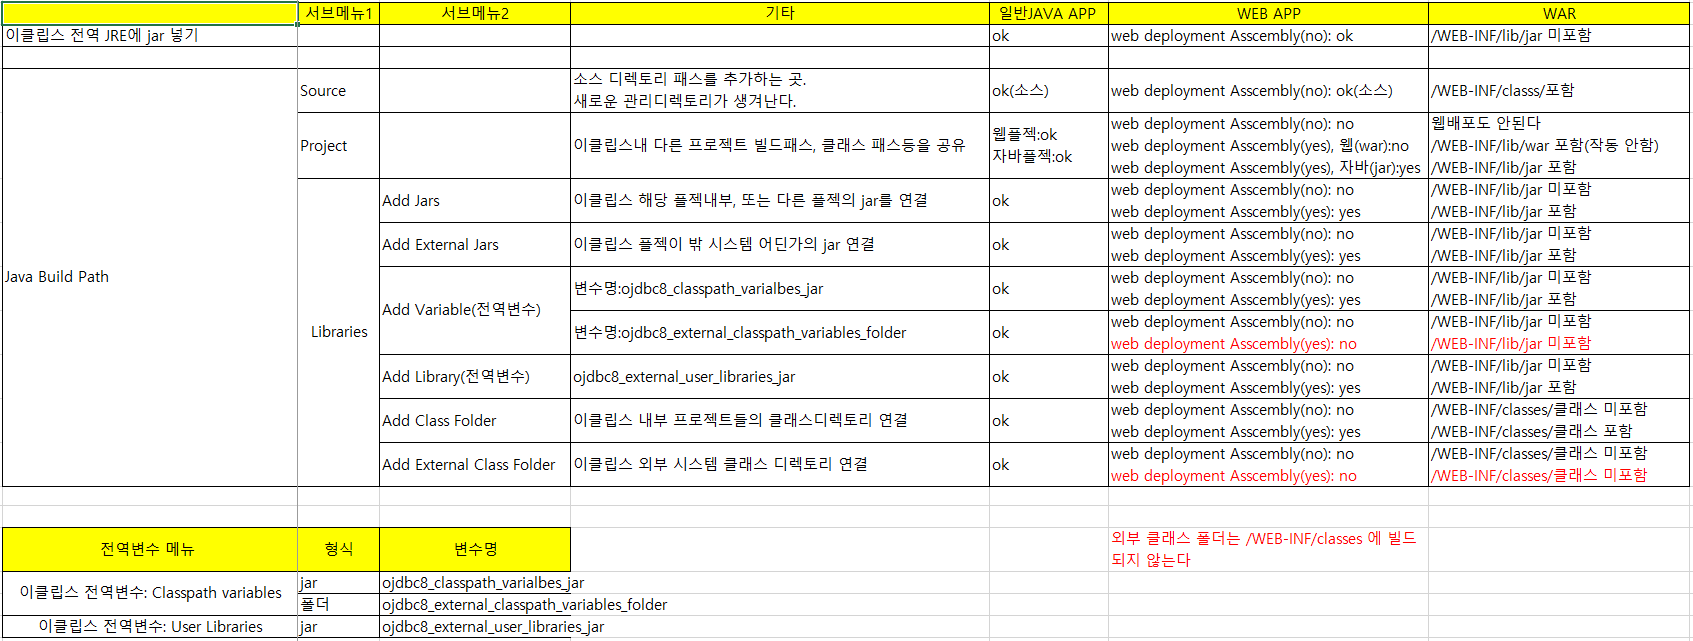 서브메뉴1 서브메뉴2 기타 일반JAVA APP WEB APP WAR
이클립스 전역 JRE에 jar 넣기 ok web deployment Asscembly(no): ok /WEB-INF/lib/jar 미포함
Java Build Path
Source
소스 디렉토리 패스를 추가하는 곳.
새로운 관리디렉토리가 생겨난다.
ok(소스)
web deployment Asscembly(no): ok(소스)
/WEB-INF/classs/포함
Project
이클립스내 다른 프로젝트 빌드패스, 클래스 패스등을 공유
웹플젝:ok
자바플젝:ok
web deployment Asscembly(no): no
web deployment Asscembly(yes), 웹(war):no
web deployment Asscembly(yes), 자바(jar):yes
웹배포도 안된다
/WEB-INF/lib/war 포함(작동 안함)
/WEB-INF/lib/jar 포함
Libraries
Add Jars
이클립스 해당 플젝내부, 또는 다른 플젝의 jar를 연결
ok
web deployment Asscembly(no): no
web deployment Asscembly(yes): yes
/WEB-INF/lib/jar 미포함
/WEB-INF/lib/jar 포함
Add External Jars
이클립스 플젝이 밖 시스템 어딘가의 jar 연결
ok
web deployment Asscembly(no): no
web deployment Asscembly(yes): yes
/WEB-INF/lib/jar 미포함
/WEB-INF/lib/jar 포함
Add Variable(전역변수)
변수명:ojdbc8_classpath_varialbes_jar
ok
web deployment Asscembly(no): no
web deployment Asscembly(yes): yes
/WEB-INF/lib/jar 미포함
/WEB-INF/lib/jar 포함
변수명:ojdbc8_external_classpath_variables_folder
ok
web deployment Asscembly(no): no
web deployment Asscembly(yes): no
/WEB-INF/lib/jar 미포함
/WEB-INF/lib/jar 미포함
Add Library(전역변수)
ojdbc8_external_user_libraries_jar
ok
web deployment Asscembly(no): no
web deployment Asscembly(yes): yes
/WEB-INF/lib/jar 미포함
/WEB-INF/lib/jar 포함
Add Class Folder
이클립스 내부 프로젝트들의 클래스디렉토리 연결
ok
web deployment Asscembly(no): no
web deployment Asscembly(yes): yes
/WEB-INF/classes/클래스 미포함
/WEB-INF/classes/클래스 포함
Add External Class Folder
이클립스 외부 시스템 클래스 디렉토리 연결
ok
web deployment Asscembly(no): no
web deployment Asscembly(yes): no
/WEB-INF/classes/클래스 미포함
/WEB-INF/classes/클래스 미포함
전역변수 메뉴 형식 변수명
외부 클래스 폴더는 /WEB-INF/classes 에 빌드
되지 않는다
이클립스 전역변수: Classpath variables
jar ojdbc8_classpath_varialbes_jar
폴더 ojdbc8_external_classpath_variables_folder
이클립스 전역변수: User Libraries jar ojdbc8_external_user_libraries_jar